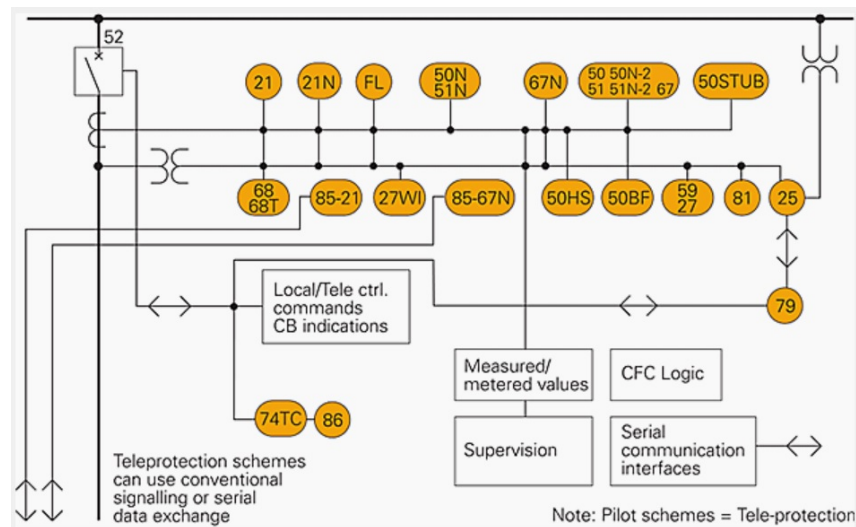 52
21
21N
FL
50N
51N
67N
50 50N-2
51 51N-2 67
50STUB
68
68T
85-21
27WI
85-67N
50HS
50BF
59
27
81
25
79
Local/Tele ctrl.
commands
CB indications
Measured/
metered values
CFC Logic
74TC
86
Supervision
Serial
communication
interfaces
Teleprotection schemes
can use conventional
signalling or serial
data exchange
Note: Pilot schemes = Tele-protection